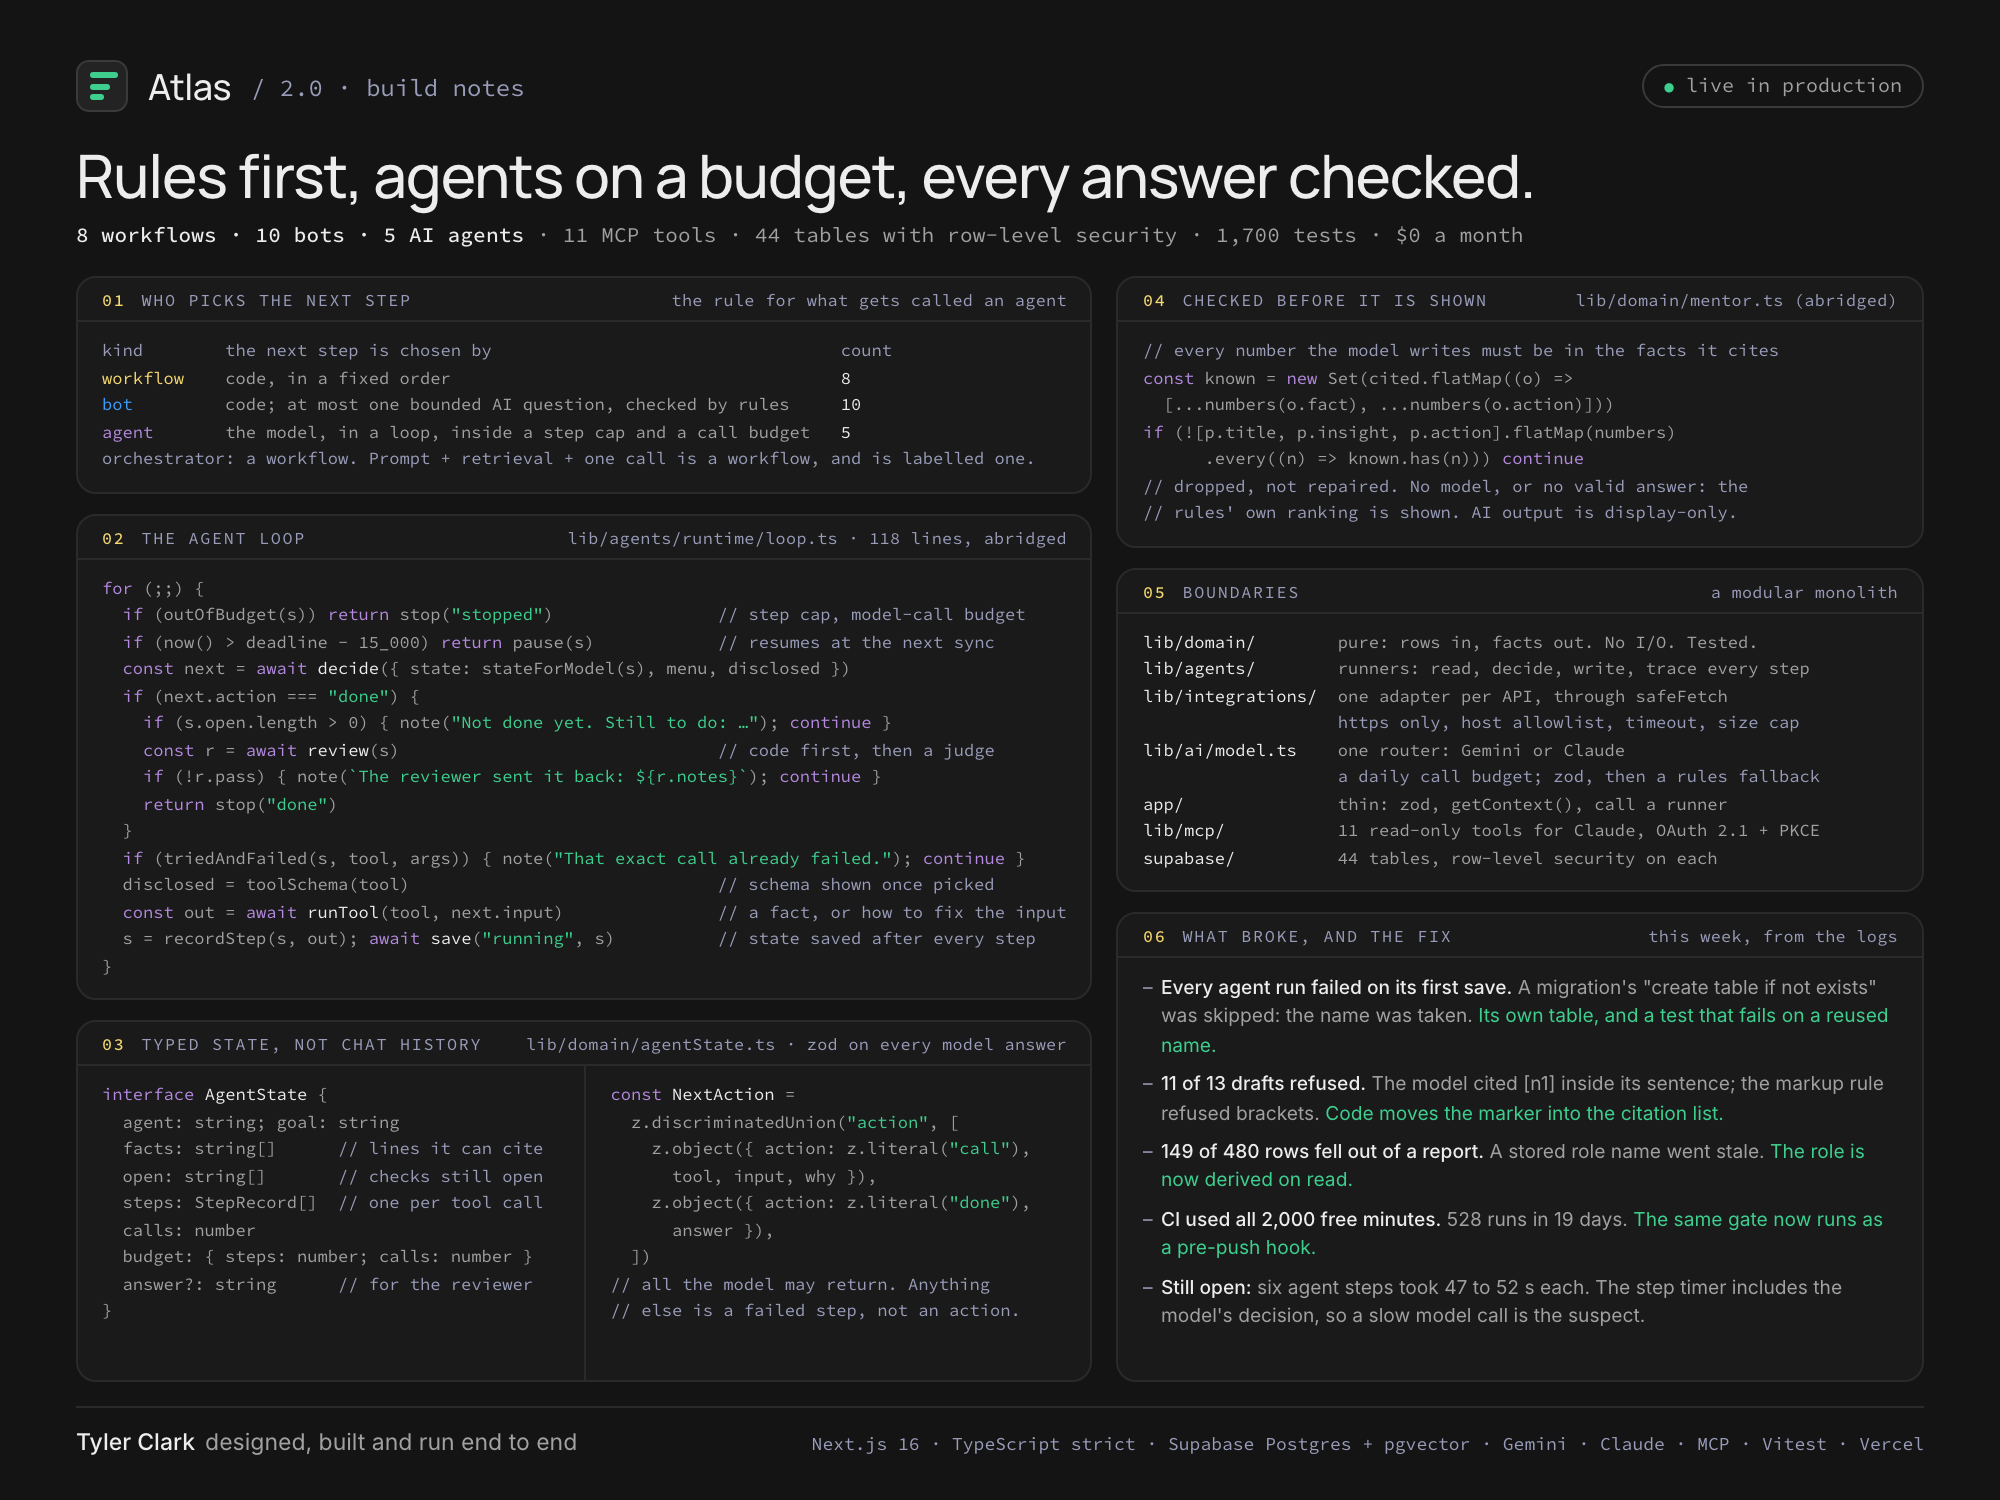 Atlas / 2.0 · build notes
live in production
Rules first, agents on a budget, every answer checked.
8 workflows · 10 bots · 5 AI agents · 11 MCP tools · 44 tables with row-level security · 1,700 tests · $0 a month
01 WHO PICKS THE NEXT STEP the rule for what gets called an agent
kind the next step is chosen by count
workflow code, in a fixed order 8
bot code; at most one bounded AI question, checked by rules 10
agent the model, in a loop, inside a step cap and a call budget 5
orchestrator: a workflow. Prompt + retrieval + one call is a workflow, and is labelled one.
02 THE AGENT LOOP lib/agents/runtime/loop.ts · 118 lines, abridged
for (;;) {
  if (outOfBudget(s)) return stop("stopped") // step cap, model-call budget
  if (now() > deadline - 15_000) return pause(s) // resumes at the next sync
  const next = await decide({ state: stateForModel(s), menu, disclosed })
  if (next.action === "done") {
    if (s.open.length > 0) { note("Not done yet. Still to do: …"); continue }
    const r = await review(s) // code first, then a judge
    if (!r.pass) { note(`The reviewer sent it back: ${r.notes}`); continue }
    return stop("done")
  }
  if (triedAndFailed(s, tool, args)) { note("That exact call already failed."); continue }
  disclosed = toolSchema(tool) // schema shown once picked
  const out = await runTool(tool, next.input) // a fact, or how to fix the input
  s = recordStep(s, out); await save("running", s) // state saved after every step
}
03 TYPED STATE, NOT CHAT HISTORY lib/domain/agentState.ts · zod on every model answer
interface AgentState {
  agent: string; goal: string
  facts: string[] // lines it can cite
  open: string[] // checks still open
  steps: StepRecord[] // one per tool call
  calls: number
  budget: { steps: number; calls: number }
  answer?: string // for the reviewer
}
const NextAction =
  z.discriminatedUnion("action", [
    z.object({ action: z.literal("call"),
      tool, input, why }),
    z.object({ action: z.literal("done"),
      answer }),
  ])
// all the model may return. Anything
// else is a failed step, not an action.
04 CHECKED BEFORE IT IS SHOWN lib/domain/mentor.ts (abridged)
// every number the model writes must be in the facts it cites
const known = new Set(cited.flatMap((o) =>
  [...numbers(o.fact), ...numbers(o.action)]))
if (![p.title, p.insight, p.action].flatMap(numbers)
      .every((n) => known.has(n))) continue
// dropped, not repaired. No model, or no valid answer: the
// rules' own ranking is shown. AI output is display-only.
05 BOUNDARIES a modular monolith
lib/domain/ pure: rows in, facts out. No I/O. Tested.
lib/agents/ runners: read, decide, write, trace every step
lib/integrations/ one adapter per API, through safeFetch
https only, host allowlist, timeout, size cap
lib/ai/model.ts one router: Gemini or Claude
a daily call budget; zod, then a rules fallback
app/ thin: zod, getContext(), call a runner
lib/mcp/ 11 read-only tools for Claude, OAuth 2.1 + PKCE
supabase/ 44 tables, row-level security on each
06 WHAT BROKE, AND THE FIX this week, from the logs
– Every agent run failed on its first save. A migration's "create table if not exists"
was skipped: the name was taken. Its own table, and a test that fails on a reused
name.
– 11 of 13 drafts refused. The model cited [n1] inside its sentence; the markup rule
refused brackets. Code moves the marker into the citation list.
– 149 of 480 rows fell out of a report. A stored role name went stale. The role is
now derived on read.
– CI used all 2,000 free minutes. 528 runs in 19 days. The same gate now runs as
a pre-push hook.
– Still open: six agent steps took 47 to 52 s each. The step timer includes the
model's decision, so a slow model call is the suspect.
Tyler Clark designed, built and run end to end
Next.js 16 · TypeScript strict · Supabase Postgres + pgvector · Gemini · Claude · MCP · Vitest · Vercel